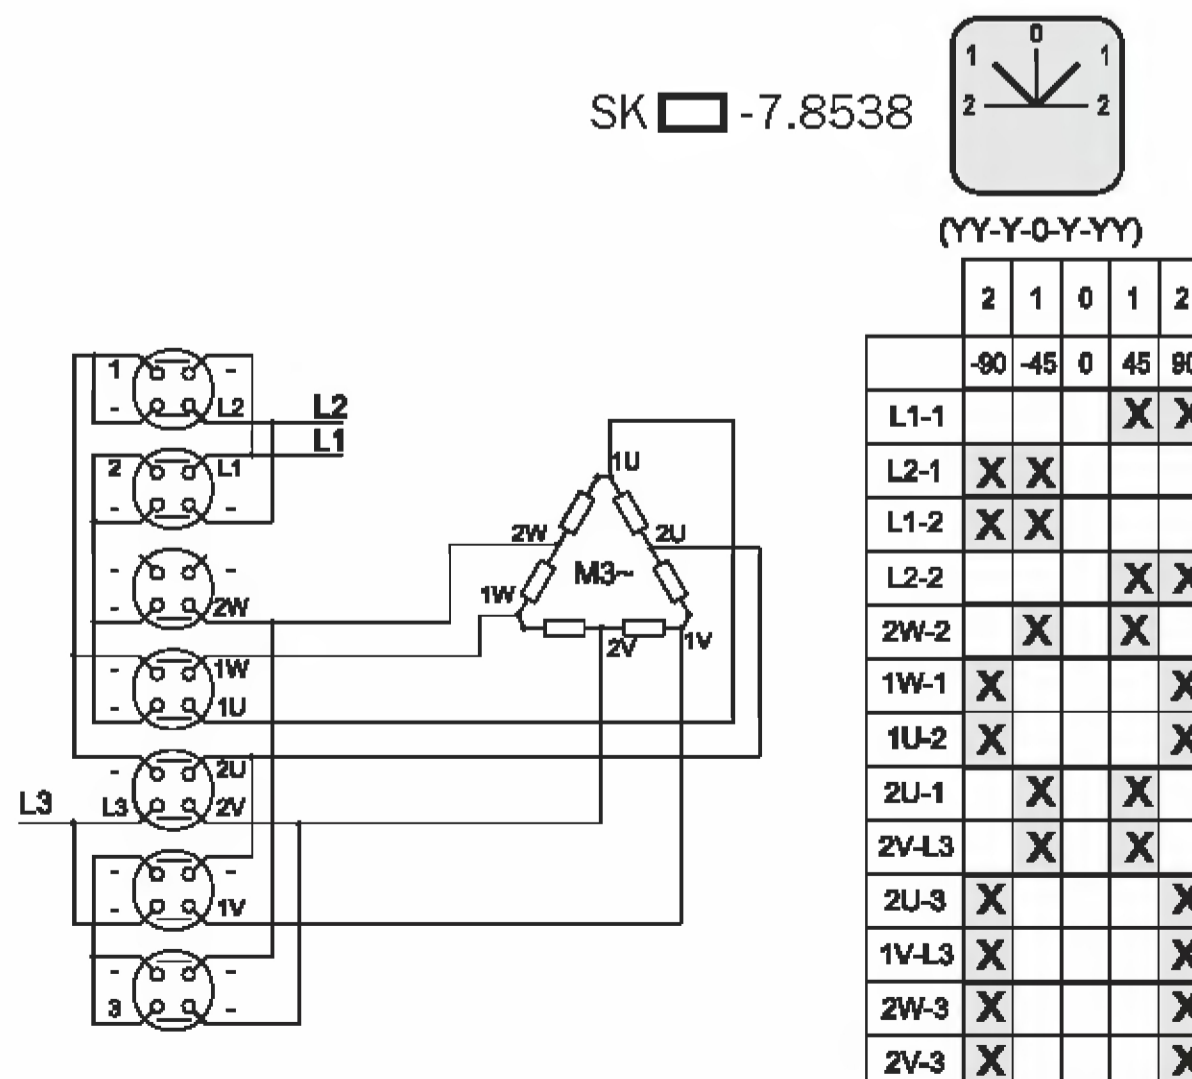 0
1 1
2 2
SK -7.8538
(YY-Y-0-Y-YY)
2 1 0 1 2
-90 -45 0 45 90
L1-1 X X
L2-1 X X
L1-2 X X
L2-2 X X
2W-2 X X
1W-1 X X
1U-2 X X
2U-1 X X
2V-L3 X X
2U-3 X X
1V-L3 X X
2W-3 X X
2V-3 X X
1 -
- L2
L2
L1
2 L1
- -
- -
- 2W
- 1W
- 1U
- 2U
L3 L3 2V
- -
- 1V
- -
3 -
1U
2W 2U
M3~
1W
2V 1V